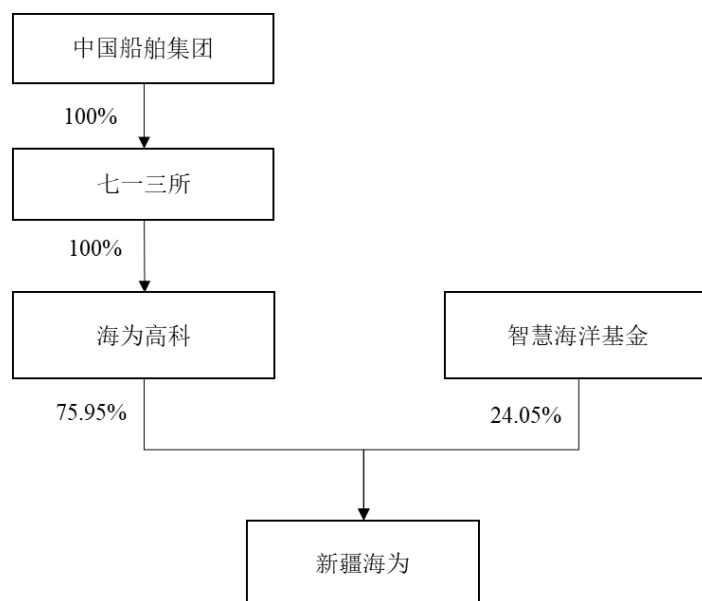 中国船舶集团
100%
七一三所
100%
海为高科
智慧海洋基金
75.95%
24.05%
新疆海为